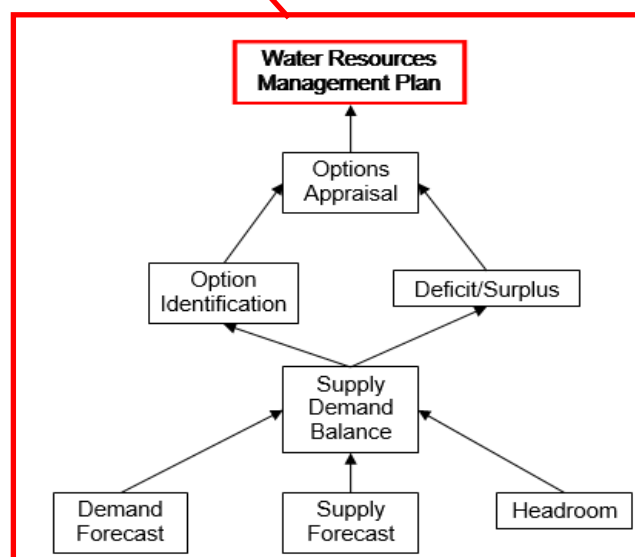 Water Resources
Management Plan
Options
Appraisal
Option
Identification
Deficit/Surplus
Supply
Demand
Balance
Demand
Forecast
Supply
Forecast
Headroom